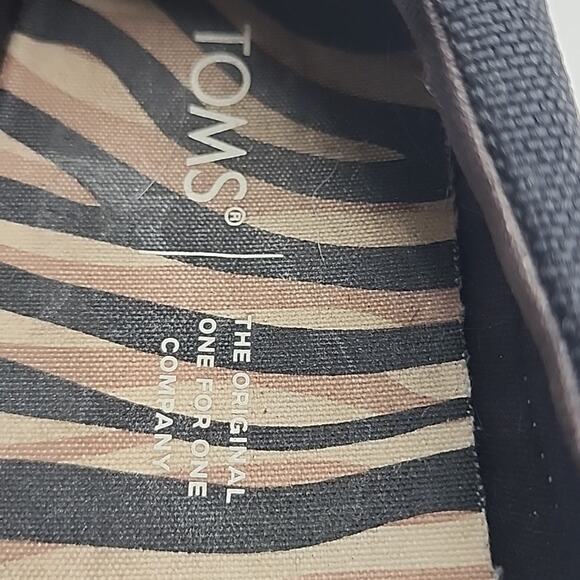 TOMS®
THE ORIGINAL
ONE FOR ONE
COMPANY